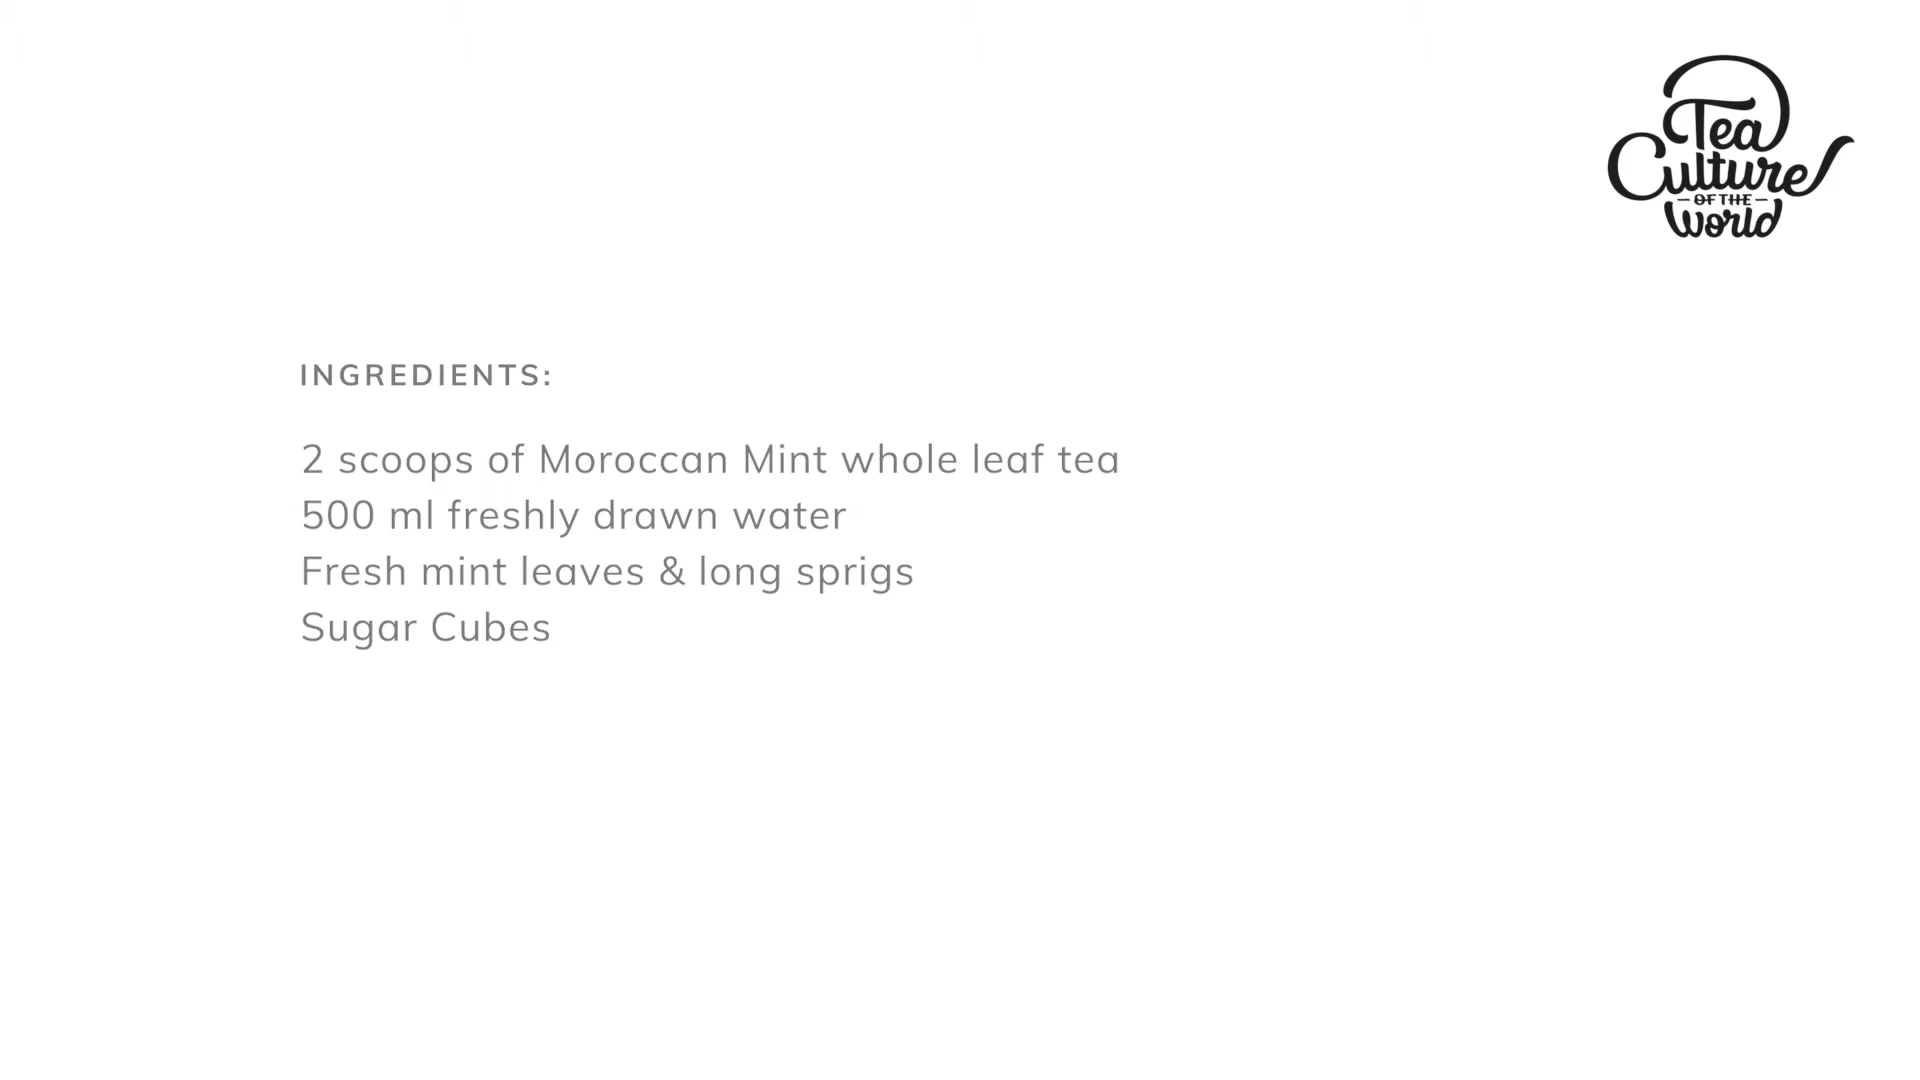 Tea
Culture
OF THE
World
INGREDIENTS:
2 scoops of Moroccan Mint whole leaf tea
500 ml freshly drawn water
Fresh mint leaves & long sprigs
Sugar Cubes